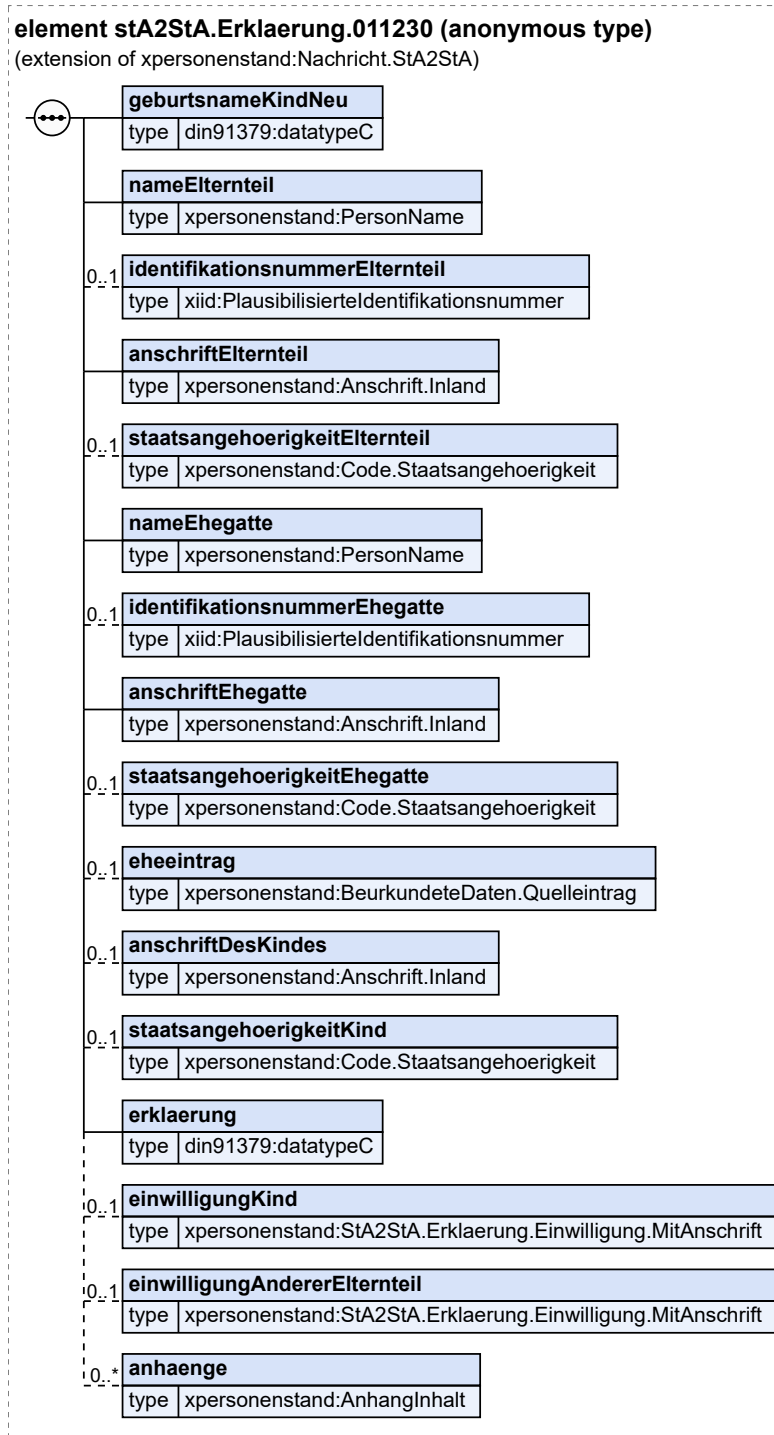 element stA2StA.Erklaerung.011230 (anonymous type)
(extension of xpersonenstand:Nachricht.StA2StA)
geburtsnameKindNeu
type din91379:datatypeC
nameElternteil
type xpersonenstand:PersonName
0..1 identifikationsnummerElternteil
type xiid:PlausibilisierteIdentifikationsnummer
anschriftElternteil
type xpersonenstand:Anschrift.Inland
0..1 staatsangehoerigkeitElternteil
type xpersonenstand:Code.Staatsangehoerigkeit
nameEhegatte
type xpersonenstand:PersonName
0..1 identifikationsnummerEhegatte
type xiid:PlausibilisierteIdentifikationsnummer
anschriftEhegatte
type xpersonenstand:Anschrift.Inland
0..1 staatsangehoerigkeitEhegatte
type xpersonenstand:Code.Staatsangehoerigkeit
0..1 eheeintrag
type xpersonenstand:BeurkundeteDaten.Quelleintrag
0..1 anschriftDesKindes
type xpersonenstand:Anschrift.Inland
0..1 staatsangehoerigkeitKind
type xpersonenstand:Code.Staatsangehoerigkeit
erklaerung
type din91379:datatypeC
0..1 einwilligungKind
type xpersonenstand:StA2StA.Erklaerung.Einwilligung.MitAnschrift
0..1 einwilligungAndererElternteil
type xpersonenstand:StA2StA.Erklaerung.Einwilligung.MitAnschrift
0..* anhaenge
type xpersonenstand:AnhangInhalt